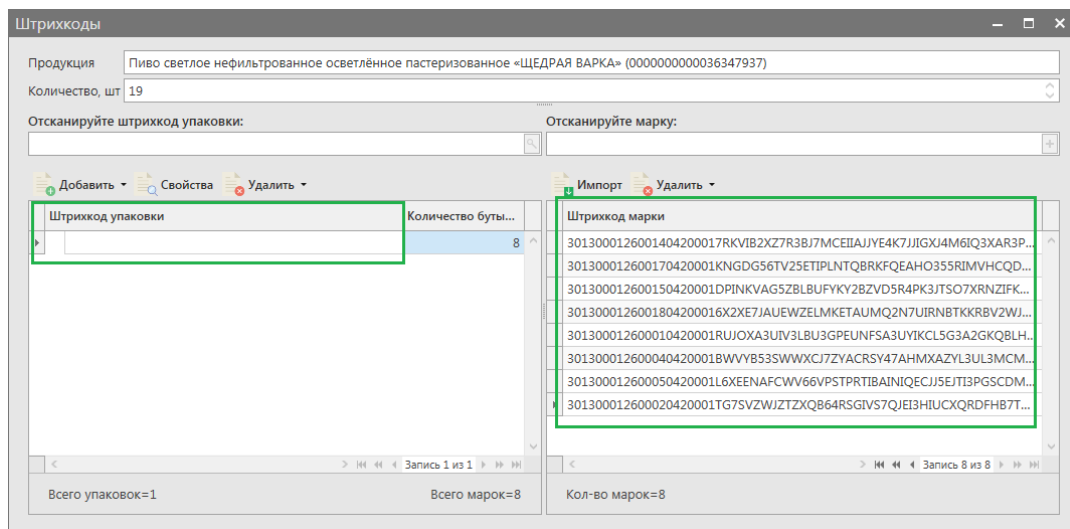 Штрихкоды
Продукция Пиво светлое нефильтрованное осветлённое пастеризованное «ЩЕДРАЯ ВАРКА» (0000000000036347937)
Количество, шт 19
Отсканируйте штрихкод упаковки: Отсканируйте марку:
Добавить Свойства Удалить Импорт Удалить
Штрихкод упаковки Количество буты... Штрихкод марки
8 301300012600140420001​7RKVIB2XZ7R3BJ7MCEIIAJJYE4K7JJIGXJ4M6IQ3XAR3P...
301300012600170420001KNGDG56TV25ETIPLNTQBRKFQEAHO355RIMVHCQD...
301300012600150420001DPINKVAG5ZBLBUFYKY2BZVD5R4PK3JTSO7XRNZIFK...
3013000126001804200016X2XE7JAUEWZELMKETAUMQ2N7UIRNBTKKRBV2WJ...
301300012600010420001RUJOXA3UIV3LBU3GPEUNFSA3UYIKCL5G3A2GKQBLH...
301300012600040420001BWVYB53SWWXCJ7ZYACRSY47AHMXAZYL3UL3MCM...
301300012600050420001L6XEENAFCWV66VPSTPRTIBAINIQECJJ5EJTI3PGSCDM...
301300012600020420001TG7SVZWJZTZXQB64RSGIVS7QJEI3HIUCXQRDFHB7T...
Запись 1 из 1 Запись 8 из 8
Всего упаковок=1 Всего марок=8 Кол-во марок=8